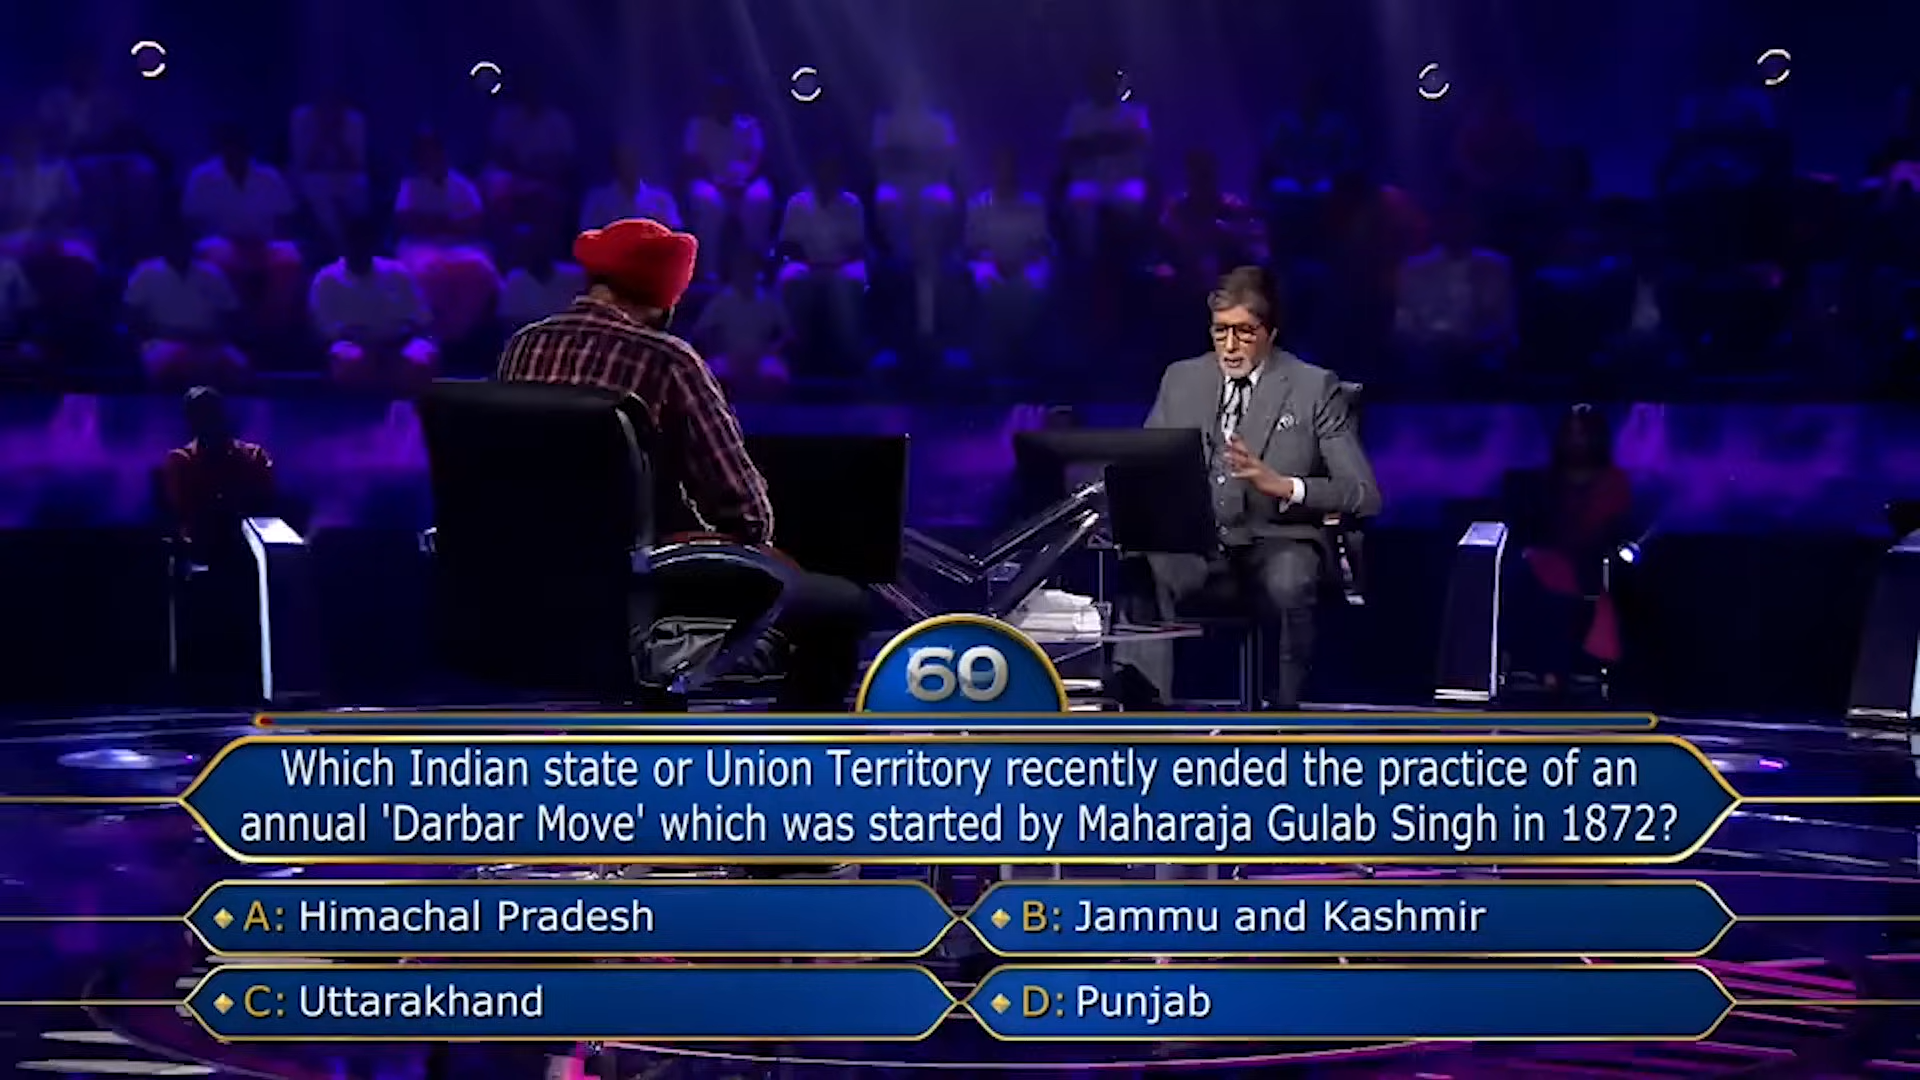 60
Which Indian state or Union Territory recently ended the practice of an
annual 'Darbar Move' which was started by Maharaja Gulab Singh in 1872?
A: Himachal Pradesh
B: Jammu and Kashmir
C: Uttarakhand
D: Punjab